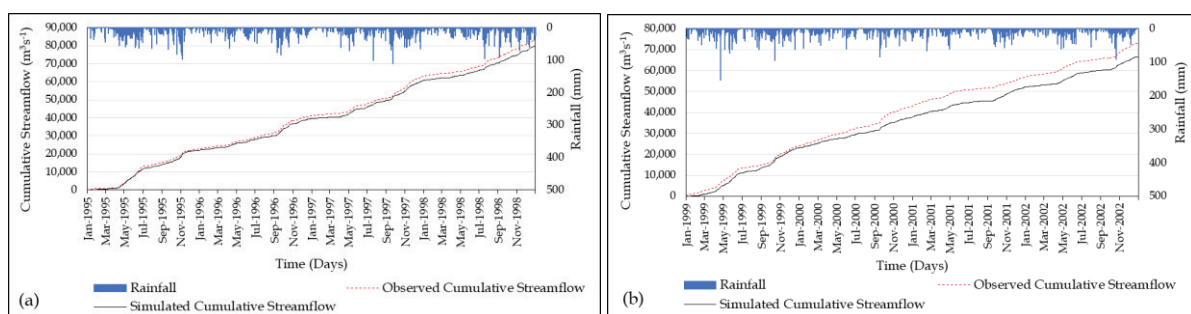 90,000
80,000
70,000
60,000
50,000
40,000
30,000
20,000
10,000
0
Cumulative Streamflow (m³s⁻¹)
0
100
200
300
400
500
Rainfall (mm)
Jan-1995
Mar-1995
May-1995
Jul-1995
Sep-1995
Nov-1995
Jan-1996
Mar-1996
May-1996
Jul-1996
Sep-1996
Nov-1996
Jan-1997
Mar-1997
May-1997
Jul-1997
Sep-1997
Nov-1997
Jan-1998
Mar-1998
May-1998
Jul-1998
Sep-1998
Nov-1998
Time (Days)
Rainfall
Observed Cumulative Streamflow
Simulated Cumulative Streamflow
(a)
80,000
70,000
60,000
50,000
40,000
30,000
20,000
10,000
0
Cumulative Sreamflow (m³s⁻¹)
0
100
200
300
400
500
Rainfall (mm)
Jan-1999
Mar-1999
May-1999
Jul-1999
Sep-1999
Nov-1999
Jan-2000
Mar-2000
May-2000
Jul-2000
Sep-2000
Nov-2000
Jan-2001
Mar-2001
May-2001
Jul-2001
Sep-2001
Nov-2001
Jan-2002
Mar-2002
May-2002
Jul-2002
Sep-2002
Nov-2002
Time (Days)
Rainfall
Observed Cumulative Streamflow
Simulated Cumulative Streamflow
(b)